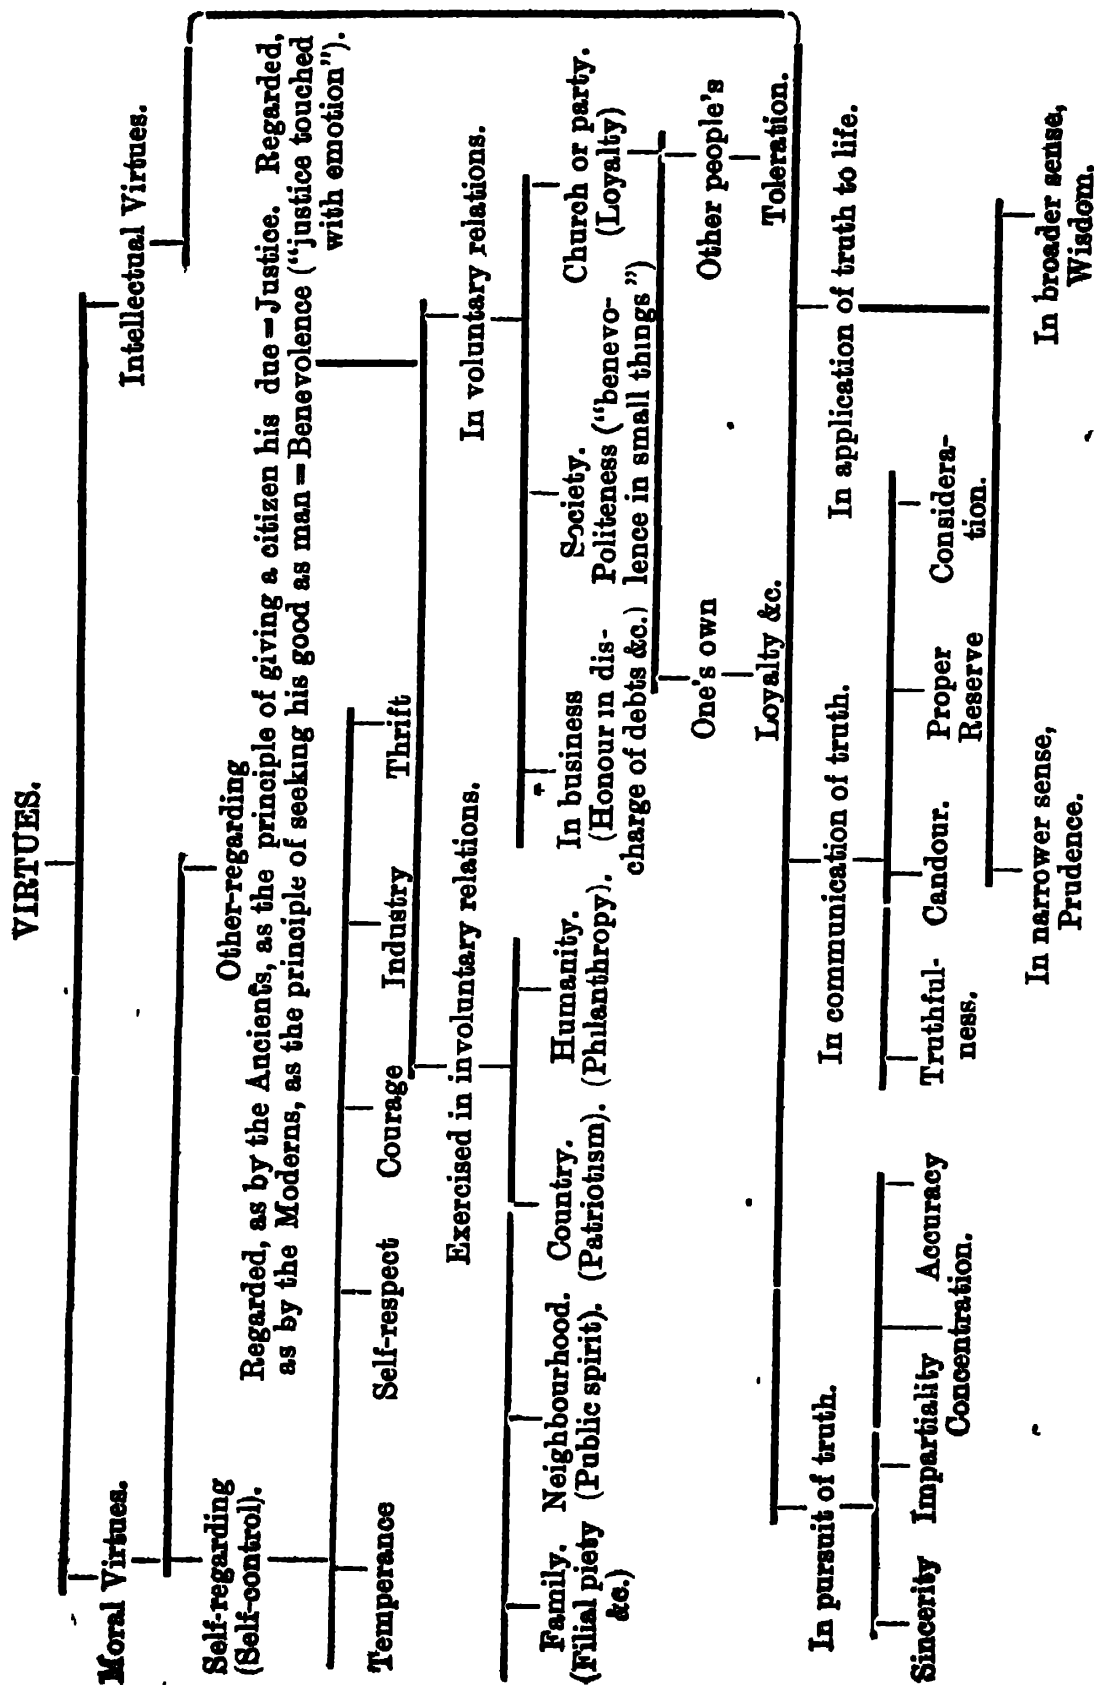 VIRTUES.
Moral Virtues.
Intellectual Virtues.
Self-regarding
(Self-control).
Other-regarding
Regarded, as by the Ancients, as the principle of giving a citizen his due = Justice. Regarded,
as by the Moderns, as the principle of seeking his good as man = Benevolence ("justice touched
with emotion").
Temperance Self-respect Courage Industry Thrift
Exercised in involuntary relations.
In voluntary relations.
Family. Neighbourhood. Country. Humanity.
(Filial piety (Public spirit). (Patriotism). (Philanthropy).
&c.)
In business
(Honour in dis-
charge of debts &c.)
Society.
Politeness ("benevo-
lence in small things")
Church or party.
(Loyalty)
One's own
Other people's
Loyalty &c.
Toleration.
In pursuit of truth.
In communication of truth.
In application of truth to life.
Sincerity Impartiality Accuracy
Concentration.
Truthful-
ness.
Candour.
Proper
Reserve
Considera-
tion.
In narrower sense,
Prudence.
In broader sense,
Wisdom.